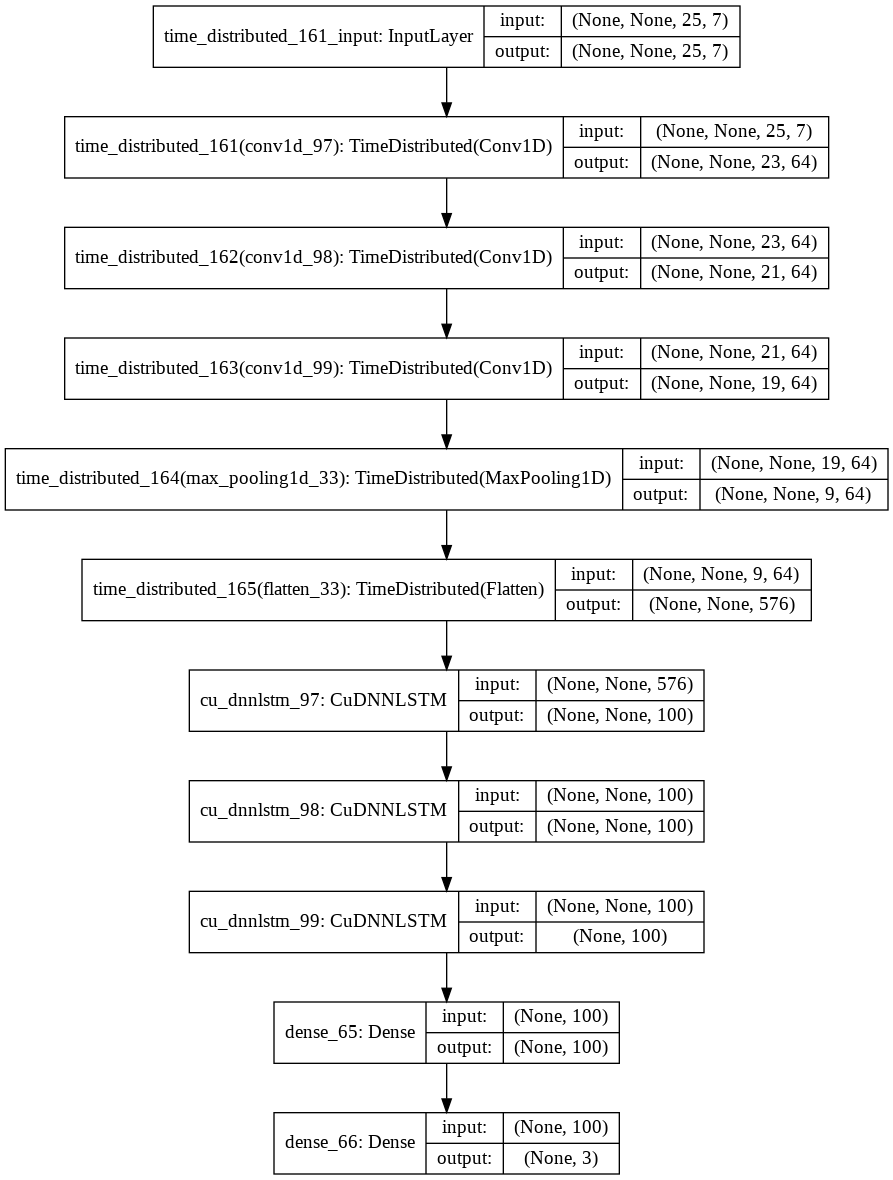 time_distributed_161_input: InputLayer
input: (None, None, 25, 7)
output: (None, None, 25, 7)
time_distributed_161(conv1d_97): TimeDistributed(Conv1D)
input: (None, None, 25, 7)
output: (None, None, 23, 64)
time_distributed_162(conv1d_98): TimeDistributed(Conv1D)
input: (None, None, 23, 64)
output: (None, None, 21, 64)
time_distributed_163(conv1d_99): TimeDistributed(Conv1D)
input: (None, None, 21, 64)
output: (None, None, 19, 64)
time_distributed_164(max_pooling1d_33): TimeDistributed(MaxPooling1D)
input: (None, None, 19, 64)
output: (None, None, 9, 64)
time_distributed_165(flatten_33): TimeDistributed(Flatten)
input: (None, None, 9, 64)
output: (None, None, 576)
cu_dnnlstm_97: CuDNNLSTM
input: (None, None, 576)
output: (None, None, 100)
cu_dnnlstm_98: CuDNNLSTM
input: (None, None, 100)
output: (None, None, 100)
cu_dnnlstm_99: CuDNNLSTM
input: (None, None, 100)
output: (None, 100)
dense_65: Dense
input: (None, 100)
output: (None, 100)
dense_66: Dense
input: (None, 100)
output: (None, 3)